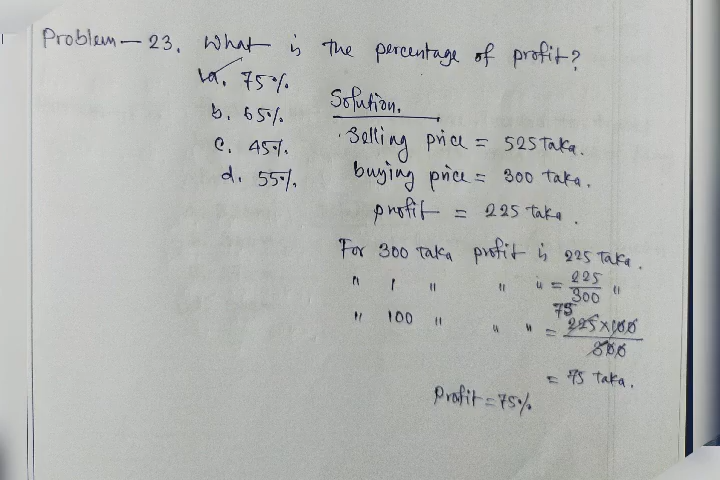 Problem - 23. What is the percentage of profit?
a. 75%
b. 65%
c. 45%
d. 55%
Solution.
Selling price = 525 Taka.
buying price = 300 Taka.
profit = 225 Taka.
For 300 Taka profit is 225 Taka.
" 1 " " " = 225/300 "
75
" 100 " " " = 225×100/300
= 75 Taka.
Profit = 75%